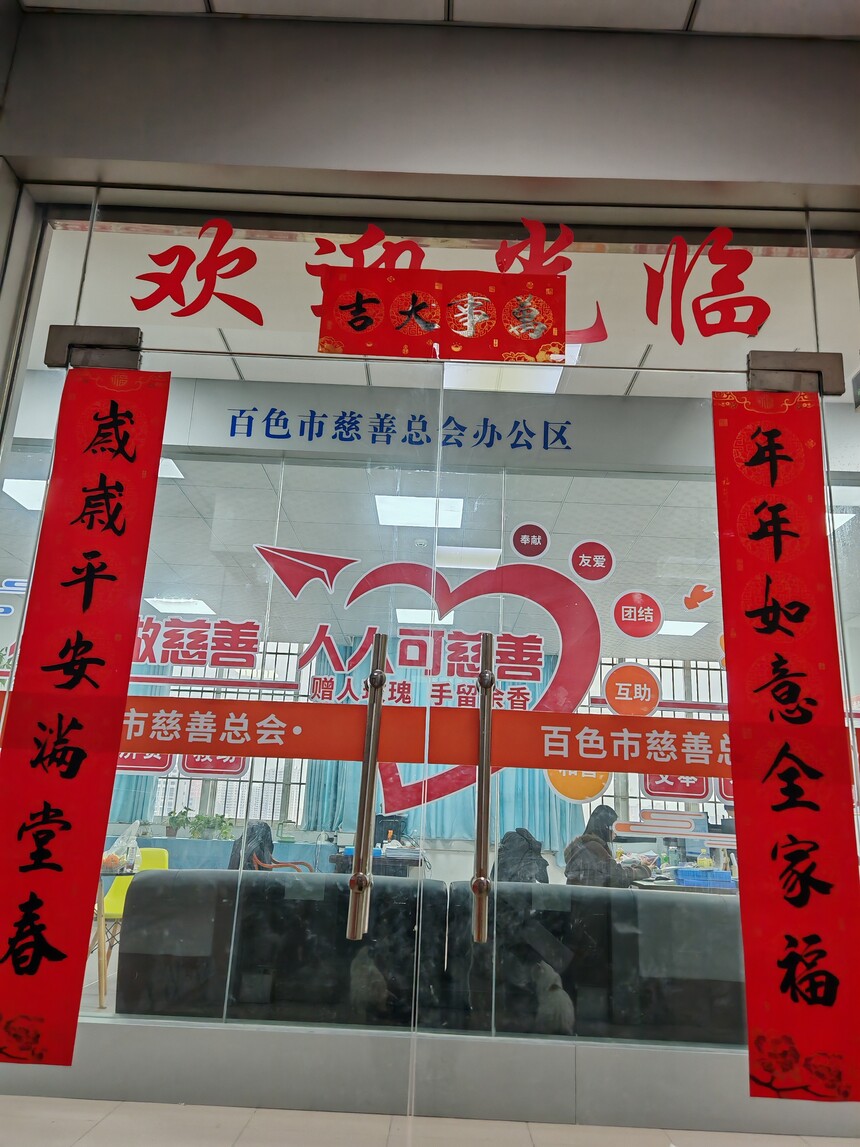 欢迎光临
吉大事萬
百色市慈善总会办公区
年年如意全家福
歲歲平安滿堂春
奉献
友爱
团结
互助
做慈善
人人可慈善
赠人玫瑰 手留余香
市慈善总会·
百色市慈善总